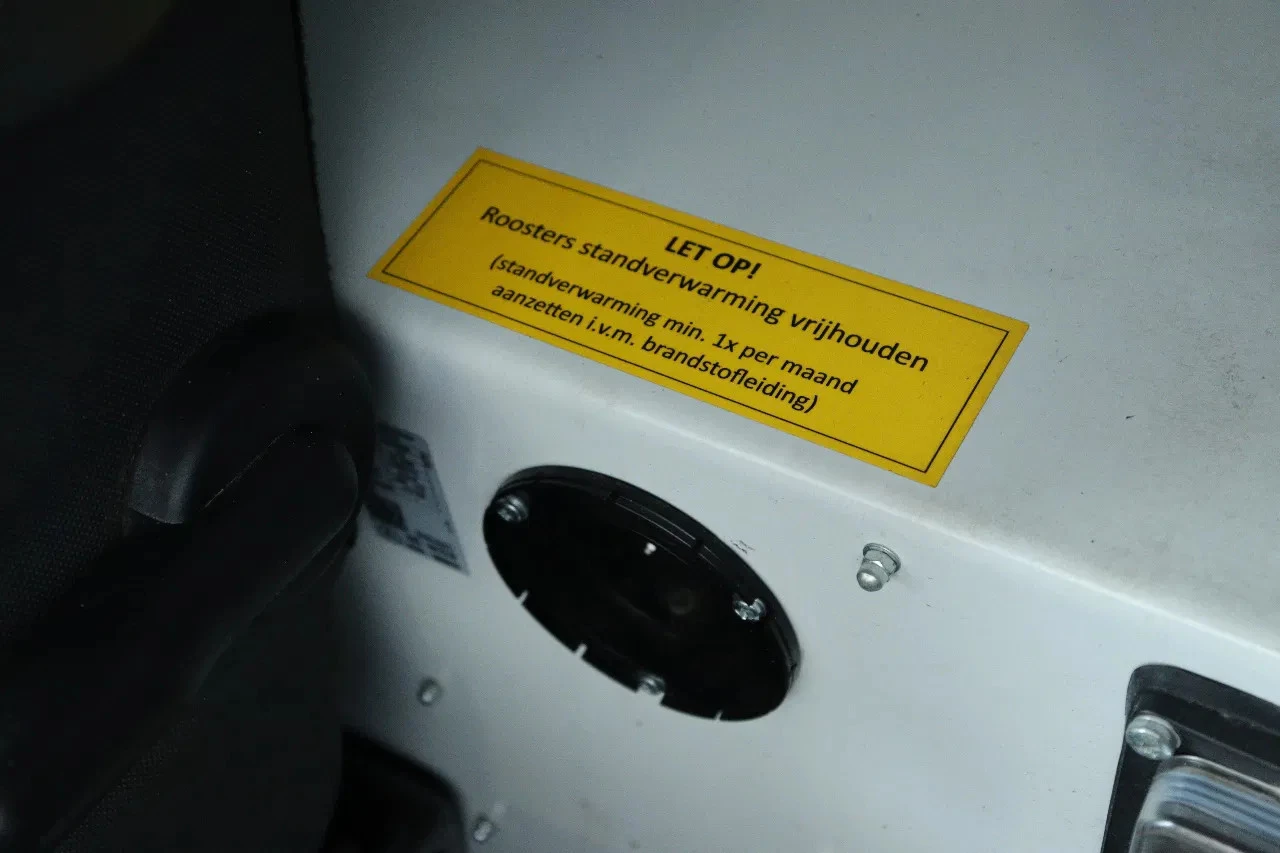 LET OP!
Roosters standverwarming vrijhouden
(standverwarming min. 1x per maand
aanzetten i.v.m. brandstofleiding)